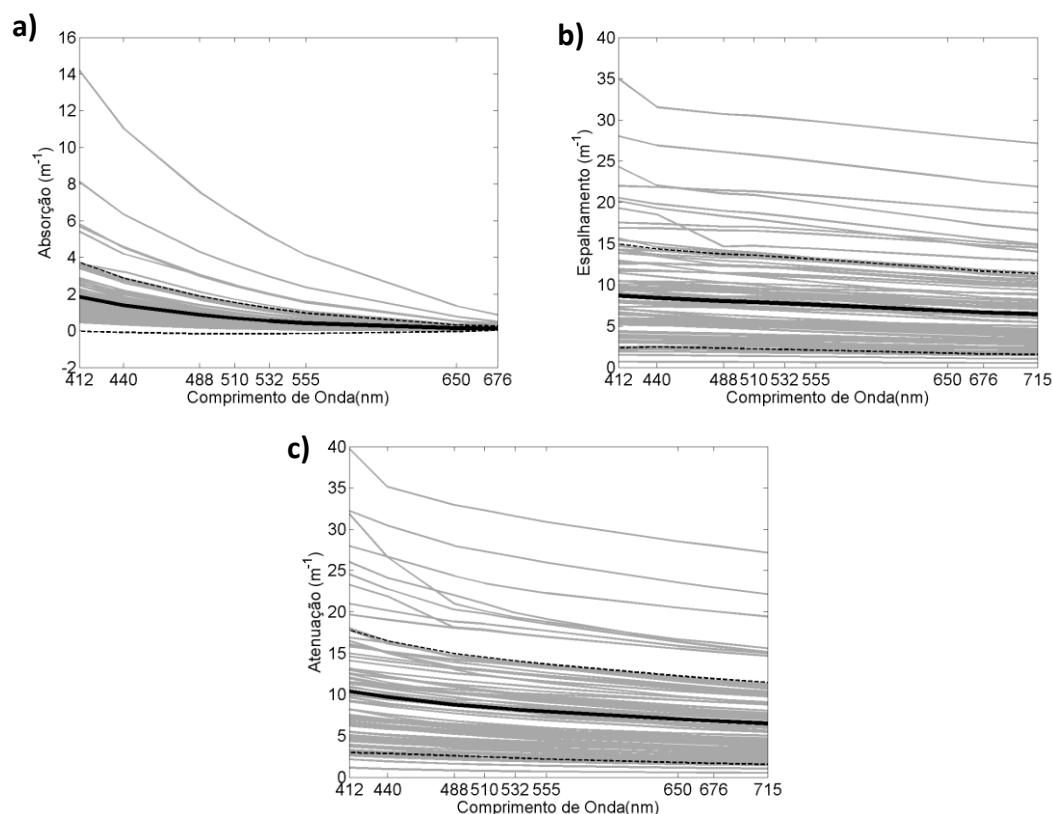 a)
16
14
12
10
8
6
4
2
0
-2
Absorção (m-1)
412 440 488 510 532 555 650 676
Comprimento de Onda(nm)
b)
40
35
30
25
20
15
10
5
0
Espalhamento (m-1)
412 440 488 510 532 555 650 676 715
Comprimento de Onda(nm)
c)
40
35
30
25
20
15
10
5
0
Atenuação (m-1)
412 440 488 510 532 555 650 676 715
Comprimento de Onda(nm)